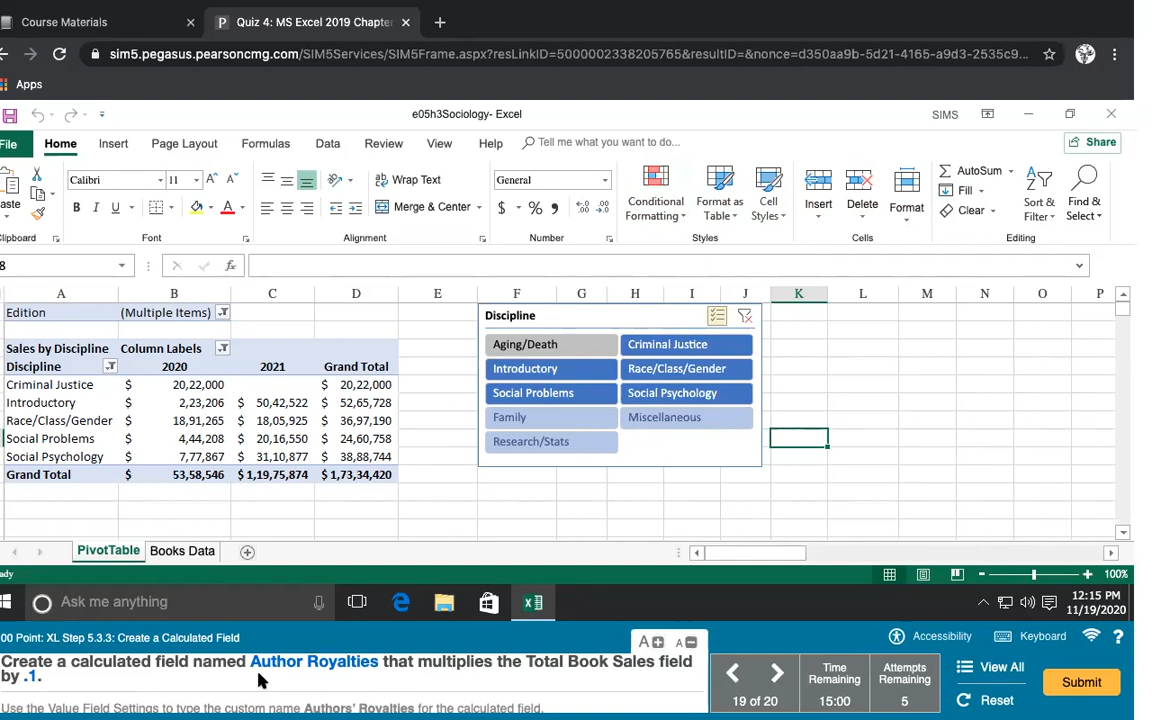 Course Materials
Quiz 4: MS Excel 2019 Chapte
sim5.pegasus.pearsoncmg.com/SIM5Services/SIM5Frame.aspx?resLinkID=5000002338205765&resultID=&nonce=d350aa9b-5d21-4165-a9d3-2535c9...
Apps
e05h3Sociology- Excel
SIMS
File Home Insert Page Layout Formulas Data Review View Help Tell me what you want to do... Share
Calibri 11 Wrap Text General AutoSum
Fill
aste B I U Merge & Center $ % Conditional Formatting Format as Table Cell Styles Insert Delete Format Clear Sort & Filter Find & Select
lipboard Font Alignment Number Styles Cells Editing
8 fx
A B C D E F G H I J K L M N O P
Edition (Multiple Items) Discipline
Aging/Death Criminal Justice
Sales by Discipline Column Labels
Discipline 2020 2021 Grand Total Introductory Race/Class/Gender
Criminal Justice $ 20,22,000 $ 20,22,000 Social Problems Social Psychology
Introductory $ 2,23,206 $ 50,42,522 $ 52,65,728
Race/Class/Gender $ 18,91,265 $ 18,05,925 $ 36,97,190 Family Miscellaneous
Social Problems $ 4,44,208 $ 20,16,550 $ 24,60,758 Research/Stats
Social Psychology $ 7,77,867 $ 31,10,877 $ 38,88,744
Grand Total $ 53,58,546 $ 1,19,75,874 $ 1,73,34,420
PivotTable Books Data
ady 100%
Ask me anything 12:15 PM
11/19/2020
00 Point: XL Step 5.3.3: Create a Calculated Field A A Accessibility Keyboard ?
Create a calculated field named Author Royalties that multiplies the Total Book Sales field
by .1.
Use the Value Field Settings to type the custom name Authors' Royalties for the calculated field.
19 of 20
Time Remaining
15:00
Attempts Remaining
5
View All
Reset
Submit